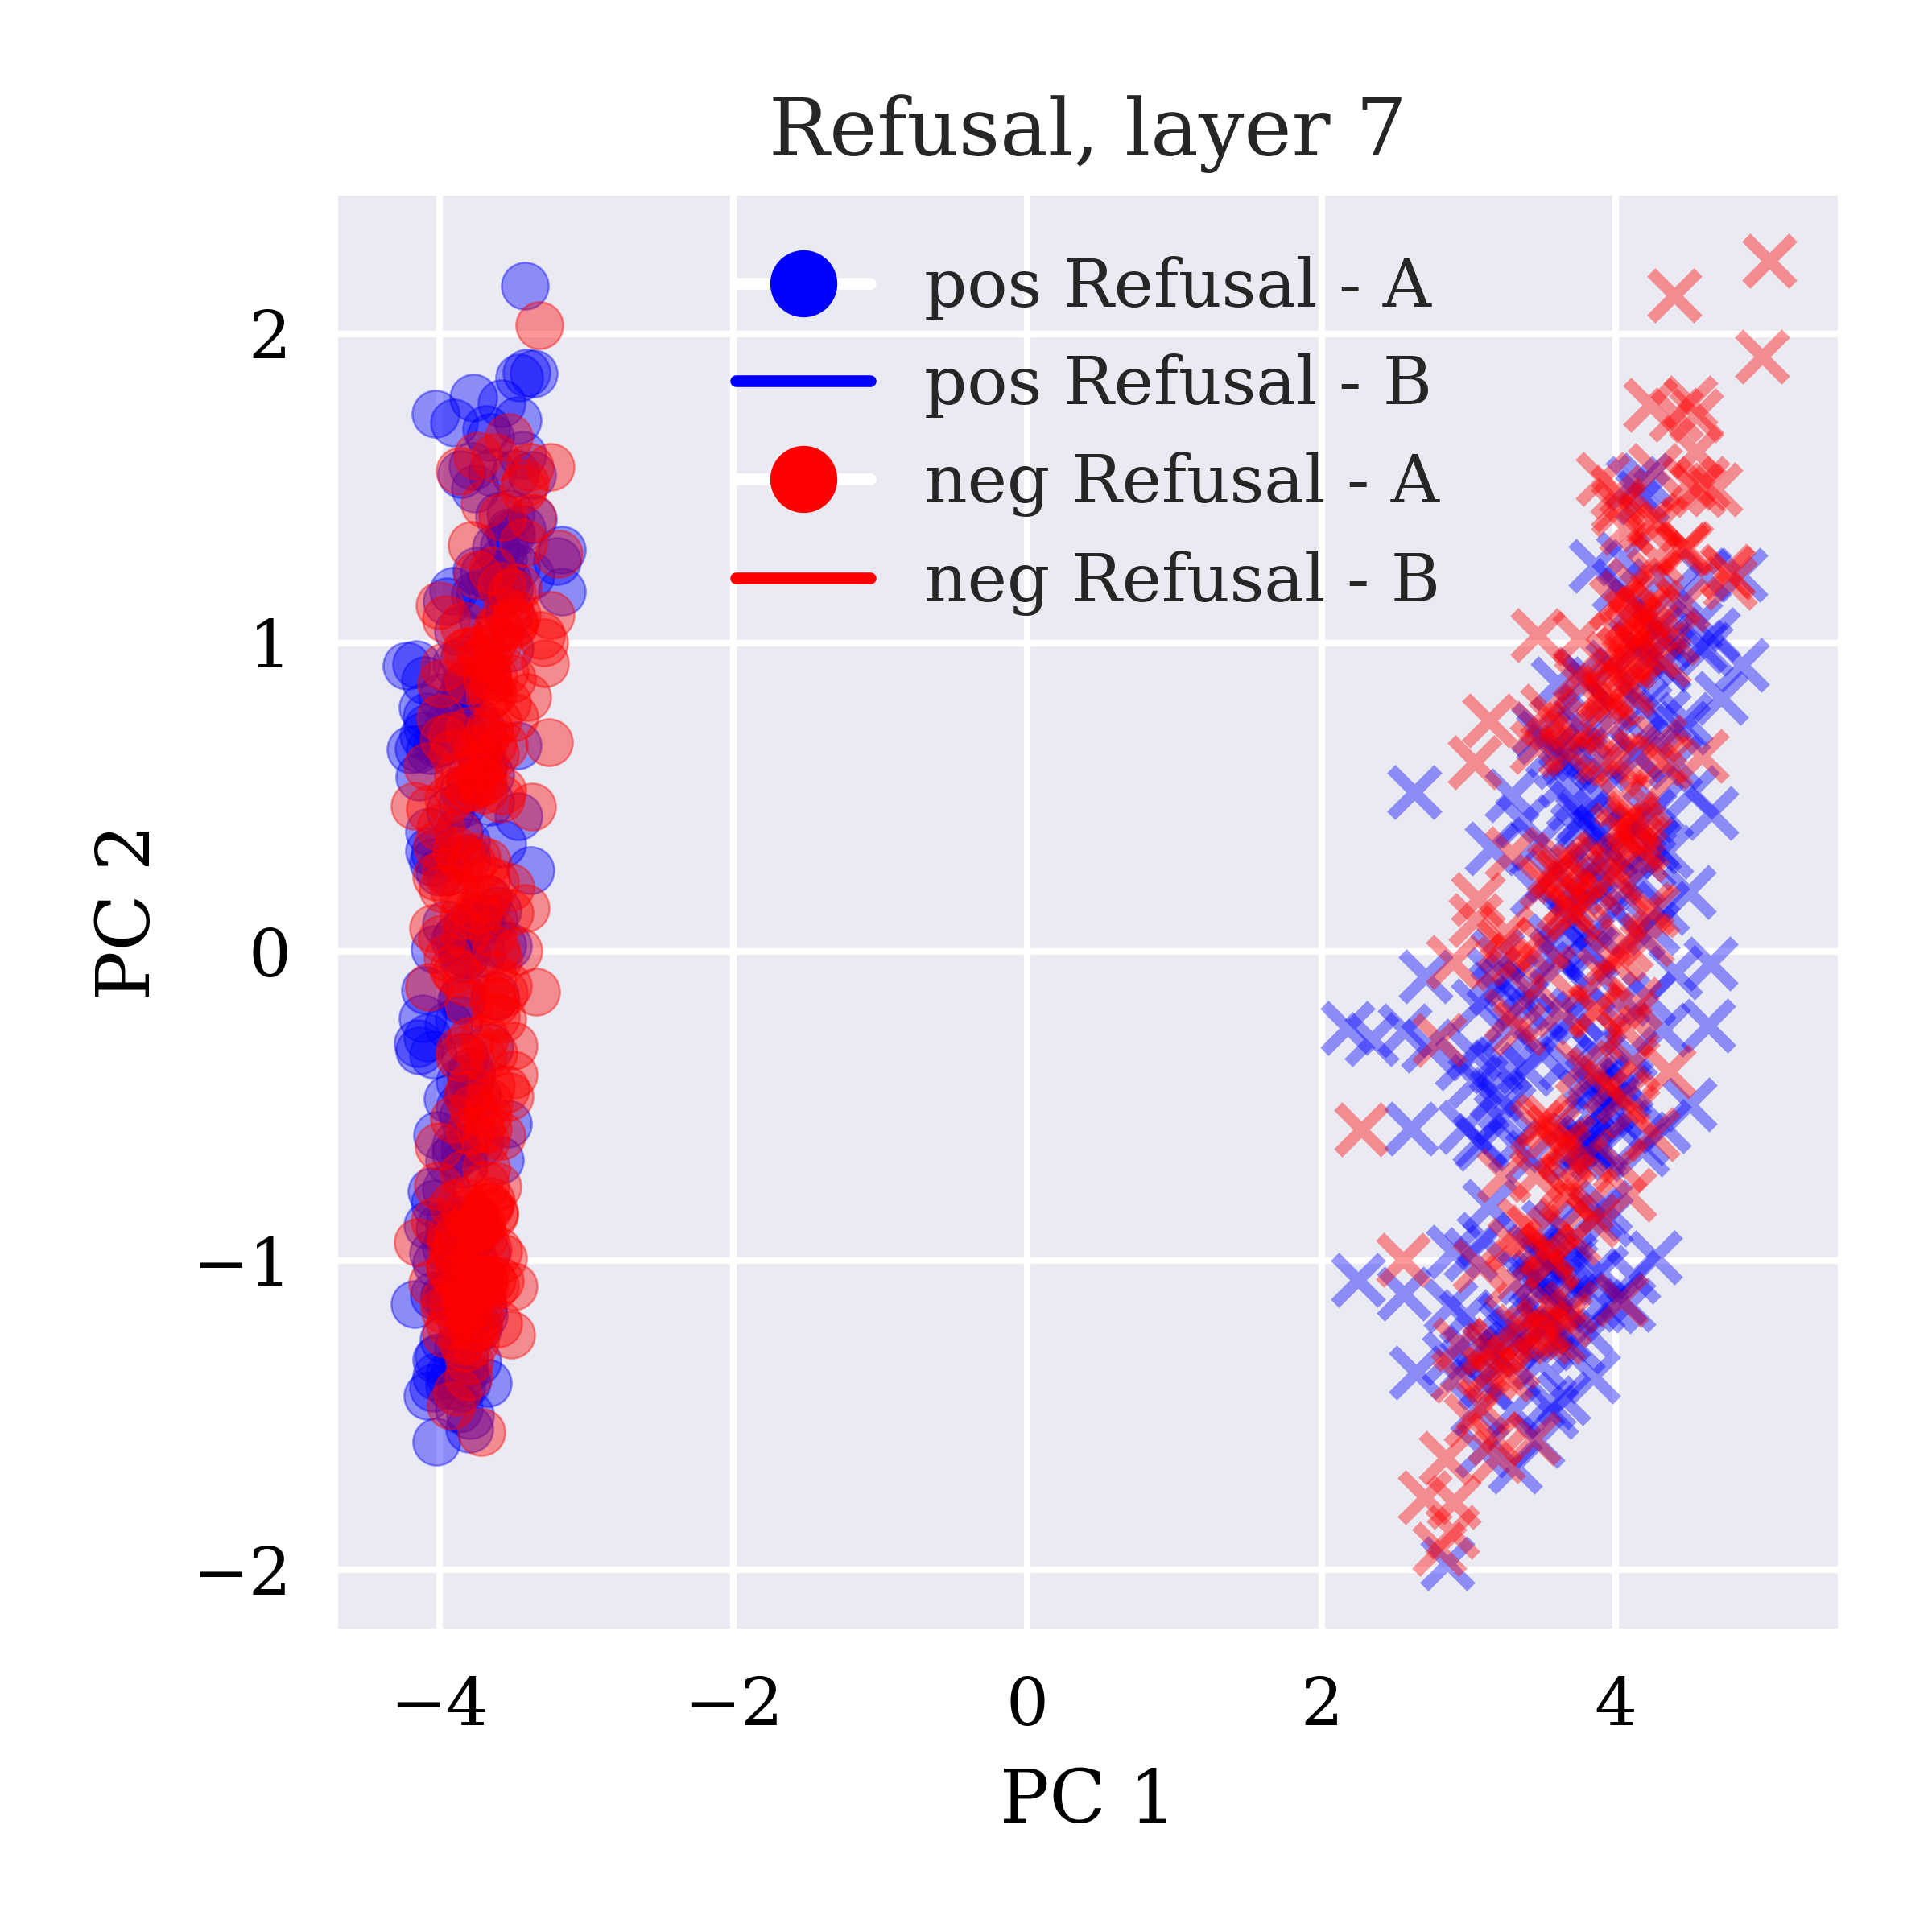 Refusal, layer 7
pos Refusal - A
pos Refusal - B
neg Refusal - A
neg Refusal - B
PC 2
2
1
0
−1
−2
−4 −2 0 2 4
PC 1